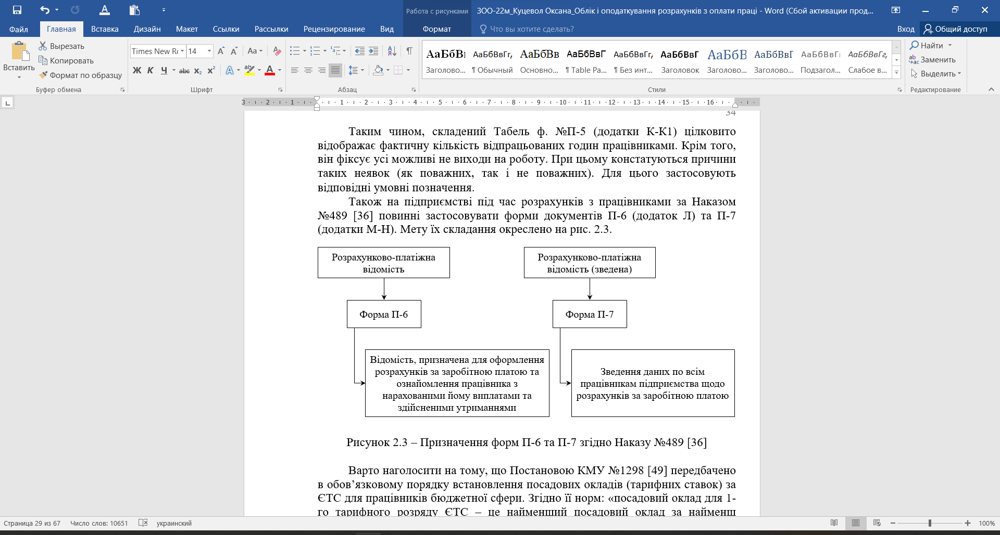 Работа с рисунками
ЗОО-22м_Куцевол Оксана_Облік і оподаткування розрахунків з оплати праці - Word (Сбой активации прод...
Файл Главная Вставка Дизайн Макет Ссылки Рассылки Рецензирование Вид Формат Что вы хотите сделать? Вход Общий доступ
Вставить
Вырезать
Копировать
Формат по образцу
Буфер обмена
Times New Rc 14
Ж К Ч abc x₂ x²
Шрифт
Абзац
АаБбВ АаБбВвГг, АаБбВв АаБбВвГ АаБбВвГг, АаБбВвГ АаБбВ АаБбВвГ АаБбВвГг АаБбВвГг,
Заголово... ¶ Обычный Основно... ¶ Table Pa... ¶ Без инт... Заголовок Заголово... Заголово... Подзагол... Слабое в...
Стили
Найти
Заменить
Выделить
Редактирование
3 2 1 1 2 3 4 5 6 7 8 9 10 11 12 13 14 15 16
34
Таким чином, складений Табель ф. №П-5 (додатки К-К1) цілковито
відображає фактичну кількість відпрацьованих годин працівниками. Крім того,
він фіксує усі можливі не виходи на роботу. При цьому констатуються причини
таких неявок (як поважних, так і не поважних). Для цього застосовують
відповідні умовні позначення.
Також на підприємстві під час розрахунків з працівниками за Наказом
№489 [36] повинні застосовувати форми документів П-6 (додаток Л) та П-7
(додатки М-Н). Мету їх складання окреслено на рис. 2.3.
Розрахунково-платіжна
відомість
Форма П-6
Відомість, призначена для оформлення
розрахунків за заробітною платою та
ознайомлення працівника з
нарахованими йому виплатами та
здійсненими утриманнями
Розрахунково-платіжна
відомість (зведена)
Форма П-7
Зведення даних по всім
працівникам підприємства щодо
розрахунків за заробітною платою
Рисунок 2.3 – Призначення форм П-6 та П-7 згідно Наказу №489 [36]
Варто наголосити на тому, що Постановою КМУ №1298 [49] передбачено
в обов’язковому порядку встановлення посадових окладів (тарифних ставок) за
ЄТС для працівників бюджетної сфери. Згідно її норм: «посадовий оклад для 1-
го тарифного розряду ЄТС – це найменший посадовий оклад за найменш
Страница 29 из 67 Число слов: 10651 украинский 100%